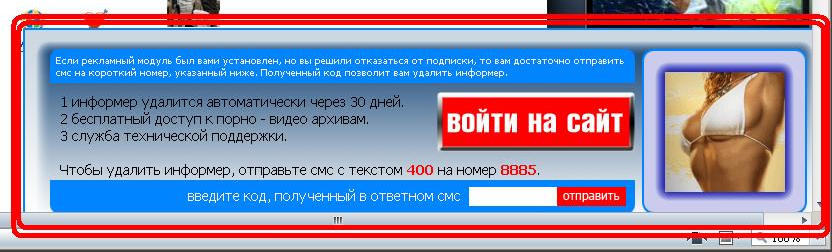 Если рекламный модуль был вами установлен, но вы решили отказаться от подписки, то вам достаточно отправить
смс на короткий номер, указанный ниже. Полученный код позволит вам удалить информер.
1 информер удалится автоматически через 30 дней.
2 бесплатный доступ к порно - видео архивам.
3 служба технической поддержки.
войти на сайт
Чтобы удалить информер, отправьте смс с текстом 400 на номер 8885.
введите код, полученный в ответном смс
отправить
100%